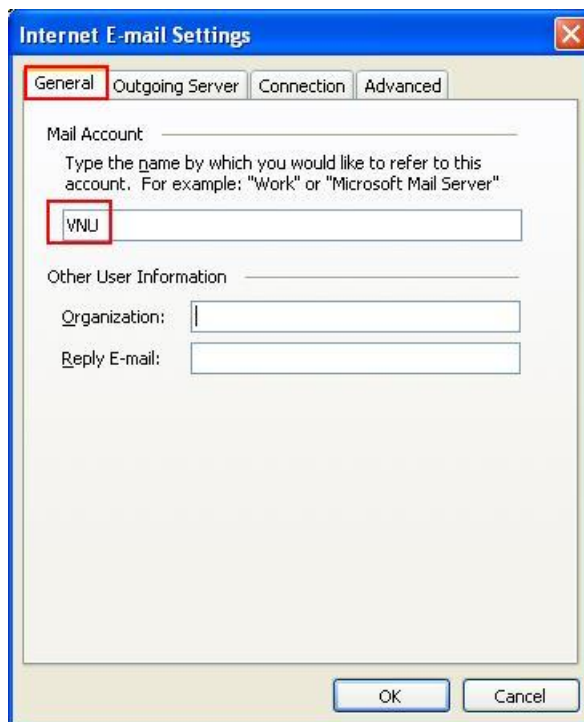 Internet E-mail Settings
General Outgoing Server Connection Advanced
Mail Account
Type the name by which you would like to refer to this
account. For example: "Work" or "Microsoft Mail Server"
VNU
Other User Information
Organization:
Reply E-mail:
OK Cancel